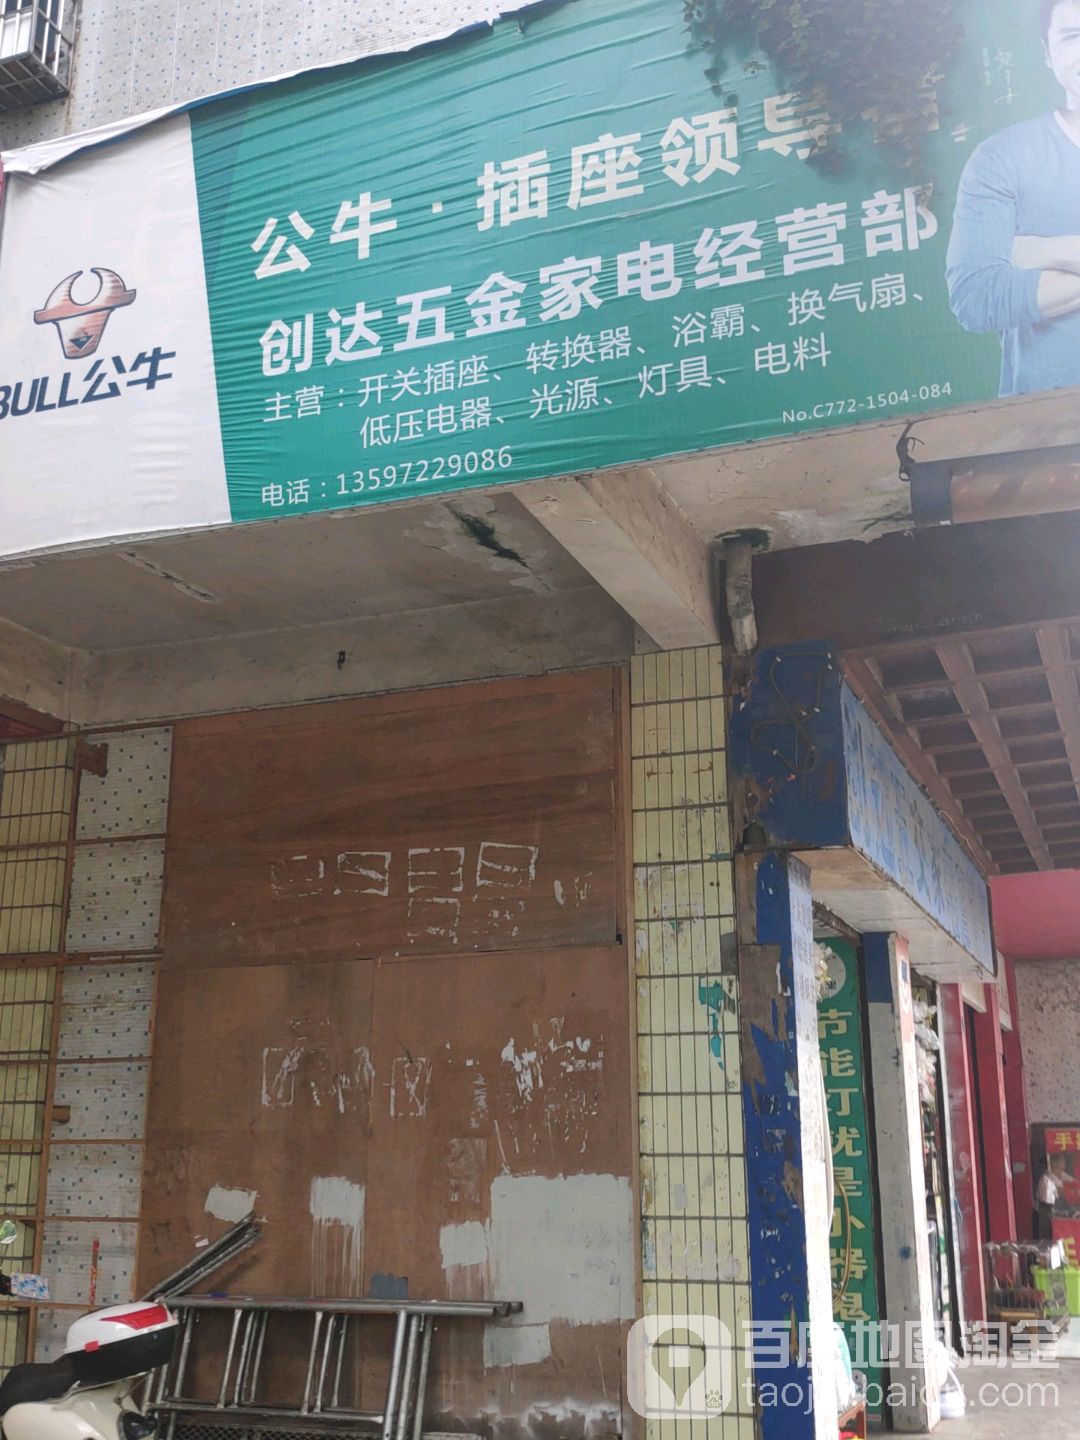 公牛·插座领导
创达五金家电经营部
主营：开关插座、转换器、浴霸、换气扇、
低压电器、光源、灯具、电料
No.C772-1504-084
电话：13597229086
BULL公牛
节能灯就是
手
百度地图淘金
taojin.baidu.com